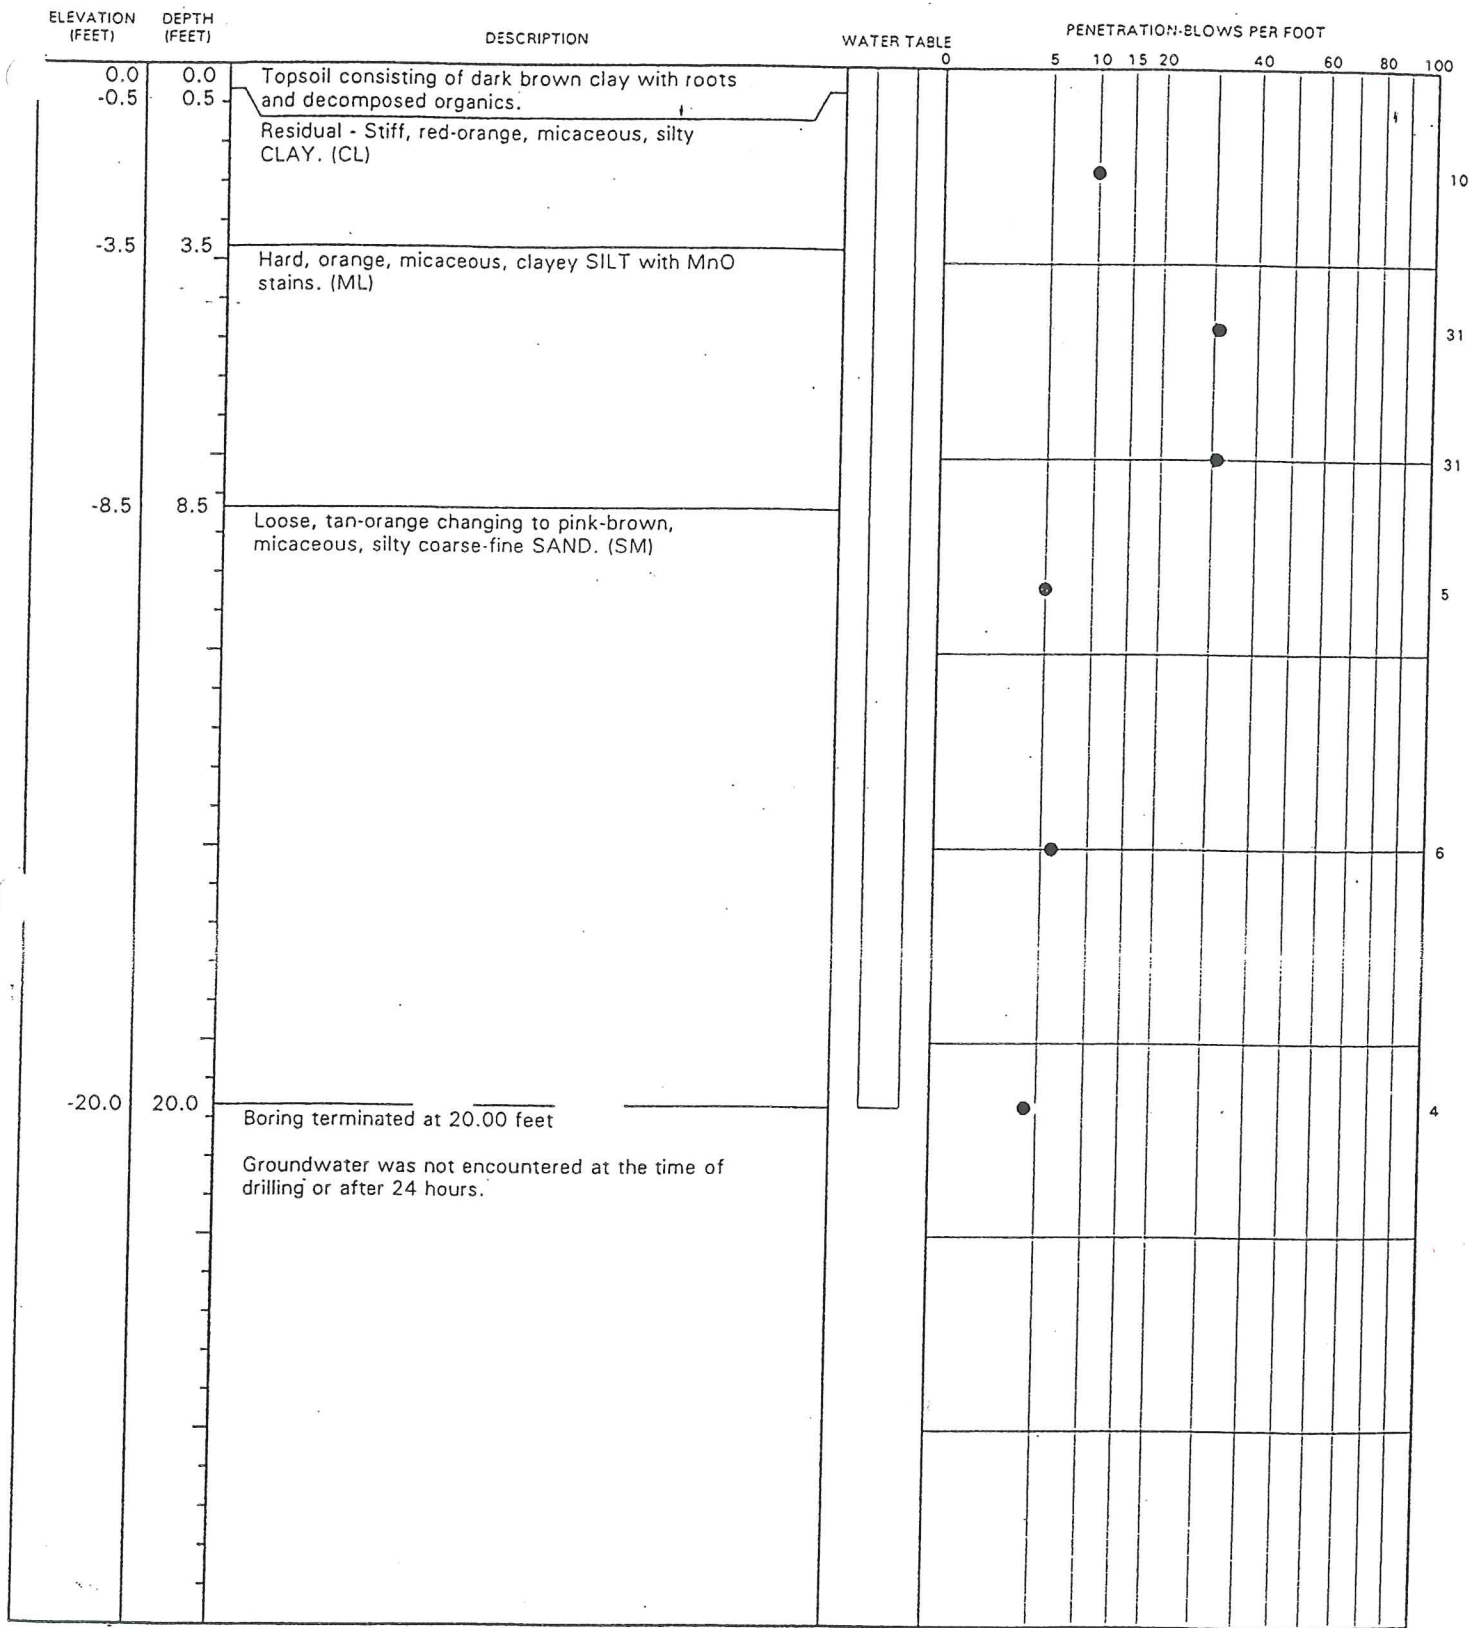 ELEVATION (FEET)
DEPTH (FEET)
DESCRIPTION
WATER TABLE
PENETRATION-BLOWS PER FOOT
0 5 10 15 20 40 60 80 100
0.0 0.0 Topsoil consisting of dark brown clay with roots
-0.5 0.5 and decomposed organics.
Residual - Stiff, red-orange, micaceous, silty
CLAY. (CL)
10
-3.5 3.5
Hard, orange, micaceous, clayey SILT with MnO
stains. (ML)
31
31
-8.5 8.5
Loose, tan-orange changing to pink-brown,
micaceous, silty coarse-fine SAND. (SM)
5
6
-20.0 20.0
4
Boring terminated at 20.00 feet
Groundwater was not encountered at the time of
drilling or after 24 hours.